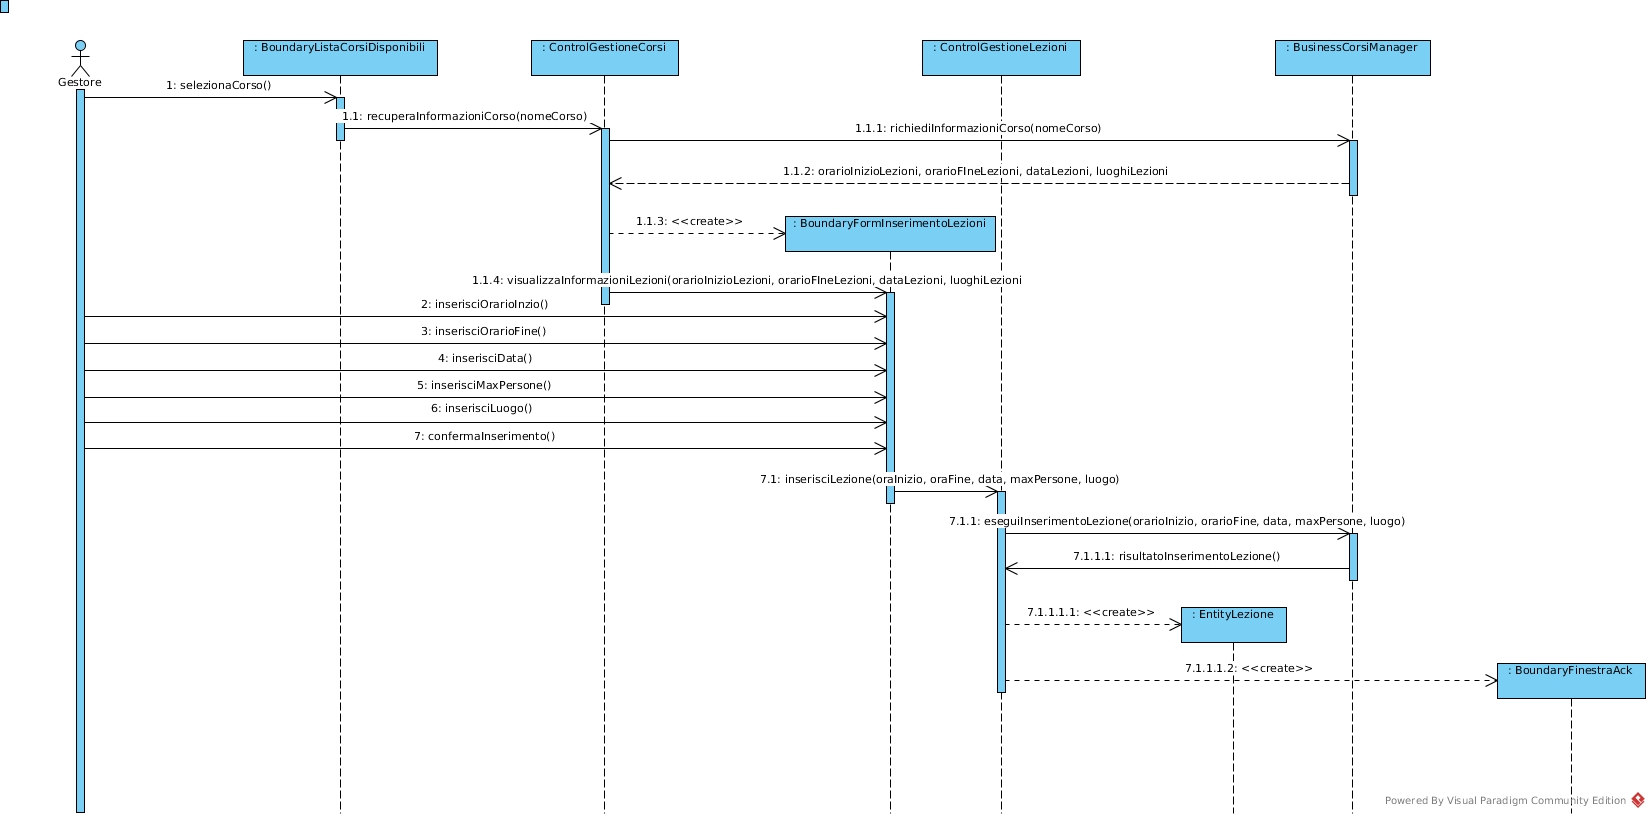 : BoundaryListaCorsiDisponibili
: ControlGestioneCorsi
: ControlGestioneLezioni
: BusinessCorsiManager
Gestore
1: selezionaCorso()
1.1: recuperaInformazioniCorso(nomeCorso)
1.1.1: richiediInformazioniCorso(nomeCorso)
1.1.2: orarioInizioLezioni, orarioFIneLezioni, dataLezioni, luoghiLezioni
1.1.3: <<create>>
: BoundaryFormInserimentoLezioni
1.1.4: visualizzaInformazioniLezioni(orarioInizioLezioni, orarioFIneLezioni, dataLezioni, luoghiLezioni
2: inserisciOrarioInzio()
3: inserisciOrarioFine()
4: inserisciData()
5: inserisciMaxPersone()
6: inserisciLuogo()
7: confermaInserimento()
7.1: inserisciLezione(oraInizio, oraFine, data, maxPersone, luogo)
7.1.1: eseguiInserimentoLezione(orarioInizio, orarioFine, data, maxPersone, luogo)
7.1.1.1: risultatoInserimentoLezione()
7.1.1.1.1: <<create>>
: EntityLezione
7.1.1.1.2: <<create>>
: BoundaryFinestraAck
Powered By Visual Paradigm Community Edition